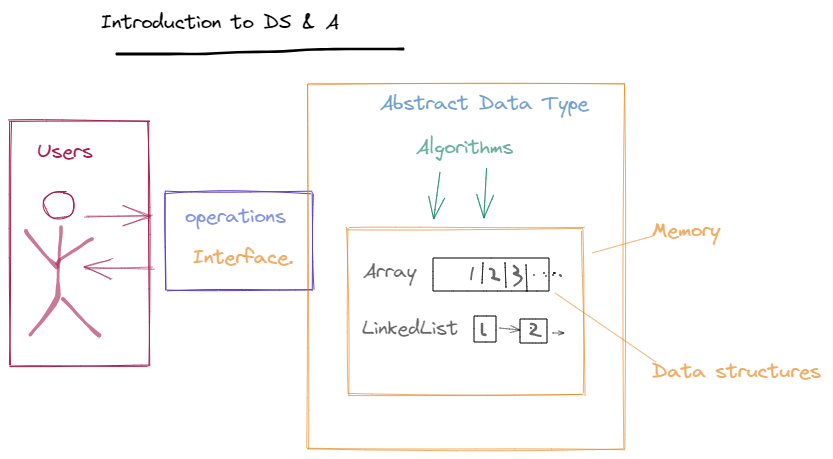 Introduction to DS & A
Abstract Data Type
Users
Algorithms
operations
Interface.
Memory
Array
1 2 3 ....
LinkedList
1 2
Data structures